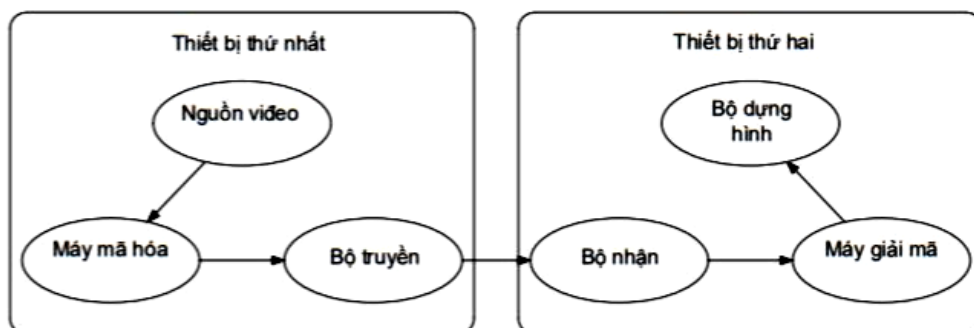 Thiết bị thứ nhất
Nguồn viđeo
Máy mã hóa
Bộ truyền
Thiết bị thứ hai
Bộ dựng
hình
Bộ nhận
Máy giải mã